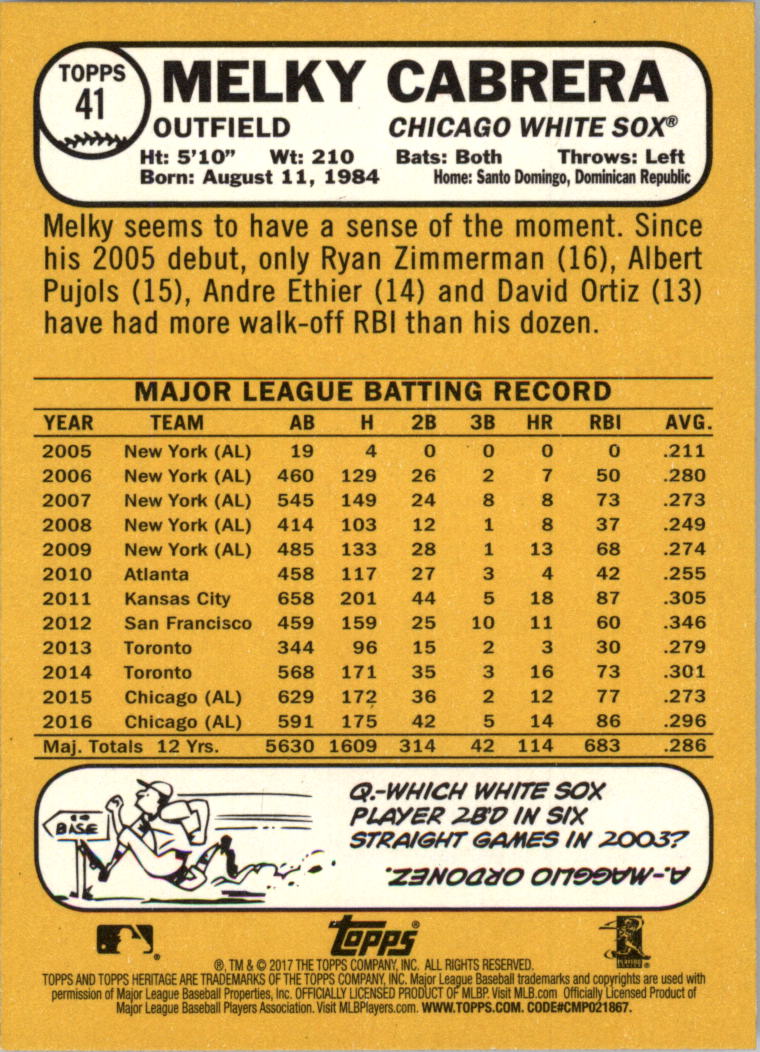 TOPPS
41
MELKY CABRERA
OUTFIELD CHICAGO WHITE SOX®
Ht: 5'10" Wt: 210 Bats: Both Throws: Left
Born: August 11, 1984 Home: Santo Domingo, Dominican Republic
Melky seems to have a sense of the moment. Since
his 2005 debut, only Ryan Zimmerman (16), Albert
Pujols (15), Andre Ethier (14) and David Ortiz (13)
have had more walk-off RBI than his dozen.
MAJOR LEAGUE BATTING RECORD
YEAR TEAM AB H 2B 3B HR RBI AVG.
2005 New York (AL) 19 4 0 0 0 0 .211
2006 New York (AL) 460 129 26 2 7 50 .280
2007 New York (AL) 545 149 24 8 8 73 .273
2008 New York (AL) 414 103 12 1 8 37 .249
2009 New York (AL) 485 133 28 1 13 68 .274
2010 Atlanta 458 117 27 3 4 42 .255
2011 Kansas City 658 201 44 5 18 87 .305
2012 San Francisco 459 159 25 10 11 60 .346
2013 Toronto 344 96 15 2 3 30 .279
2014 Toronto 568 171 35 3 16 73 .301
2015 Chicago (AL) 629 172 36 2 12 77 .273
2016 Chicago (AL) 591 175 42 5 14 86 .296
Maj. Totals 12 Yrs. 5630 1609 314 42 114 683 .286
BASE
Q.-WHICH WHITE SOX
PLAYER 2B'D IN SIX
STRAIGHT GAMES IN 2003?
A.-MAGGLIO ORDONEZ.
topps®
®, TM & © 2017 THE TOPPS COMPANY, INC. ALL RIGHTS RESERVED.
TOPPS AND TOPPS HERITAGE ARE TRADEMARKS OF THE TOPPS COMPANY, INC. Major League Baseball trademarks and copyrights are used with
permission of Major League Baseball Properties, Inc. OFFICIALLY LICENSED PRODUCT OF MLBP. Visit MLB.com Officially Licensed Product of
Major League Baseball Players Association. Visit MLBPlayers.com. WWW.TOPPS.COM. CODE#CMP021867.